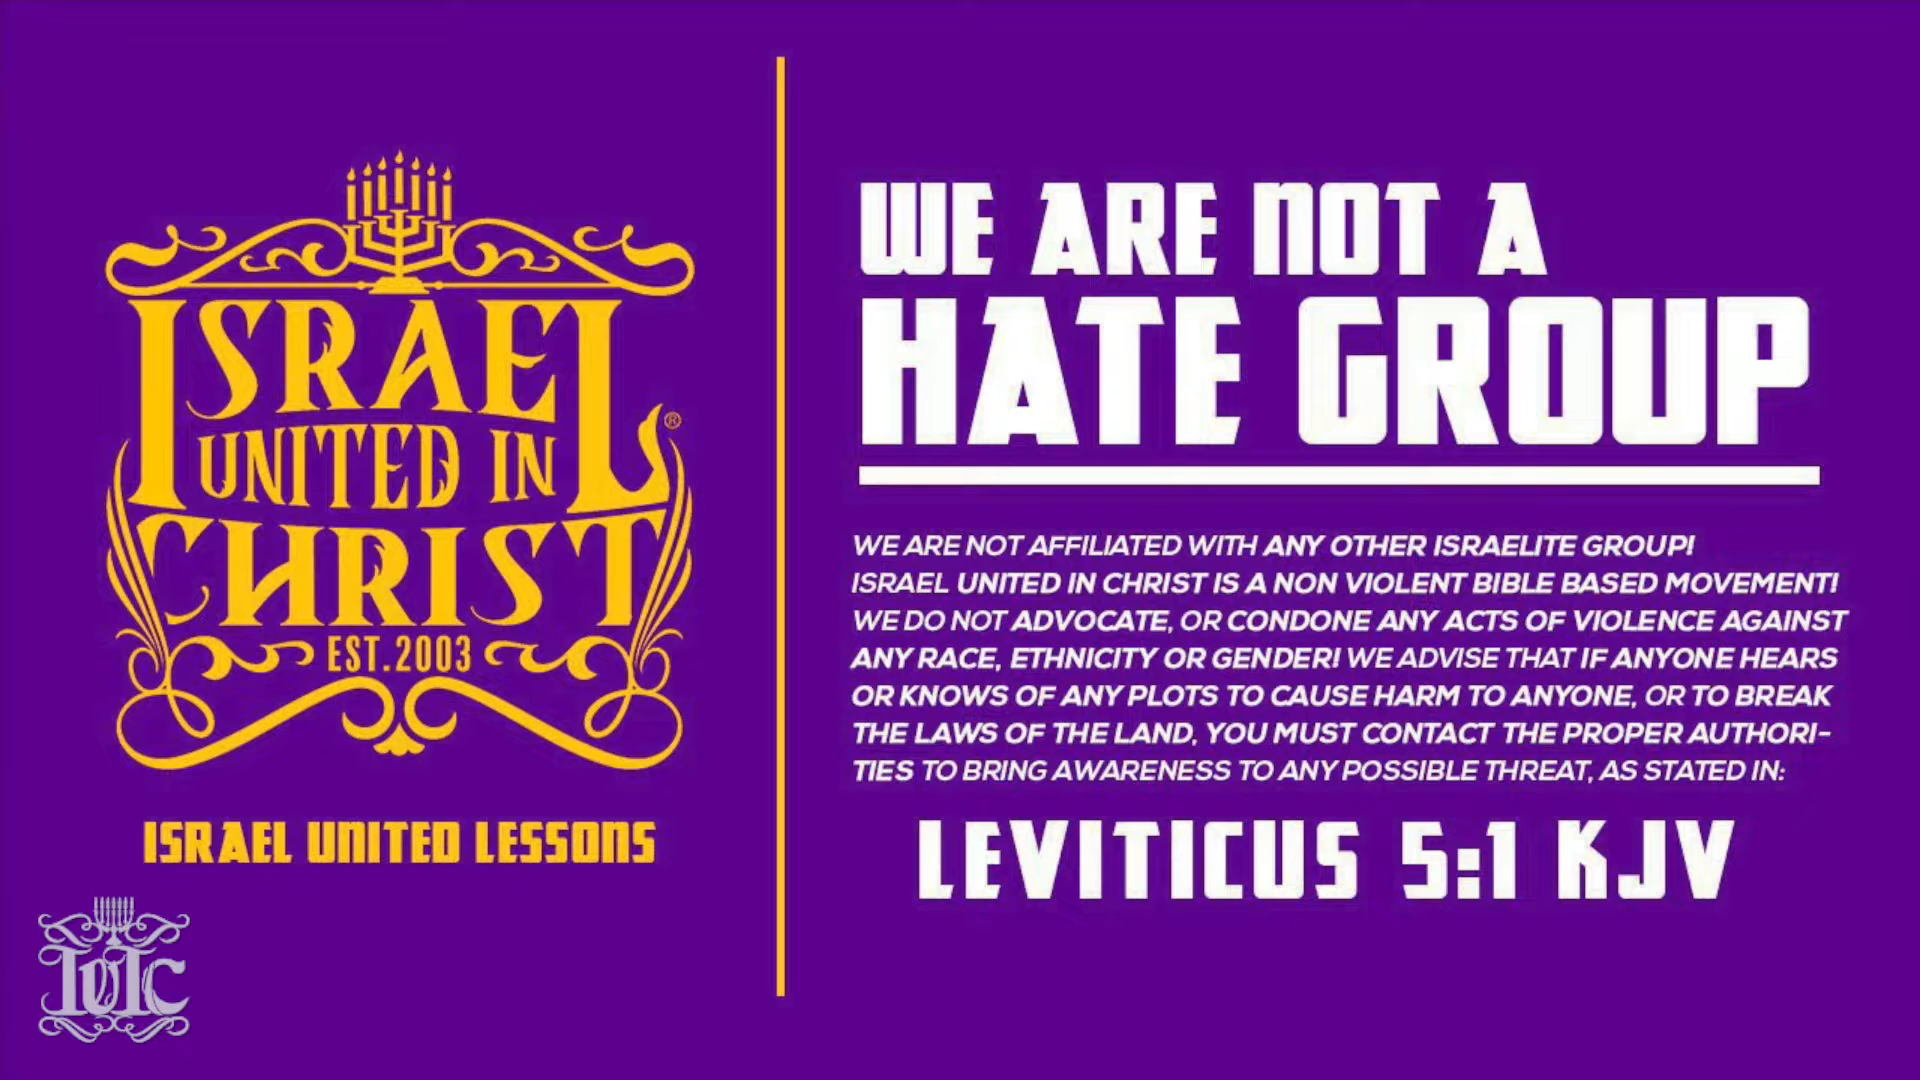 ISRAEL
UNITED IN
CHRIST
®
EST.2003
ISRAEL UNITED LESSONS
IUIC
WE ARE NOT A
HATE GROUP
WE ARE NOT AFFILIATED WITH ANY OTHER ISRAELITE GROUP!
ISRAEL UNITED IN CHRIST IS A NON VIOLENT BIBLE BASED MOVEMENT!
WE DO NOT ADVOCATE, OR CONDONE ANY ACTS OF VIOLENCE AGAINST
ANY RACE, ETHNICITY OR GENDER! WE ADVISE THAT IF ANYONE HEARS
OR KNOWS OF ANY PLOTS TO CAUSE HARM TO ANYONE, OR TO BREAK
THE LAWS OF THE LAND, YOU MUST CONTACT THE PROPER AUTHORI-
TIES TO BRING AWARENESS TO ANY POSSIBLE THREAT, AS STATED IN:
LEVITICUS 5:1 KJV